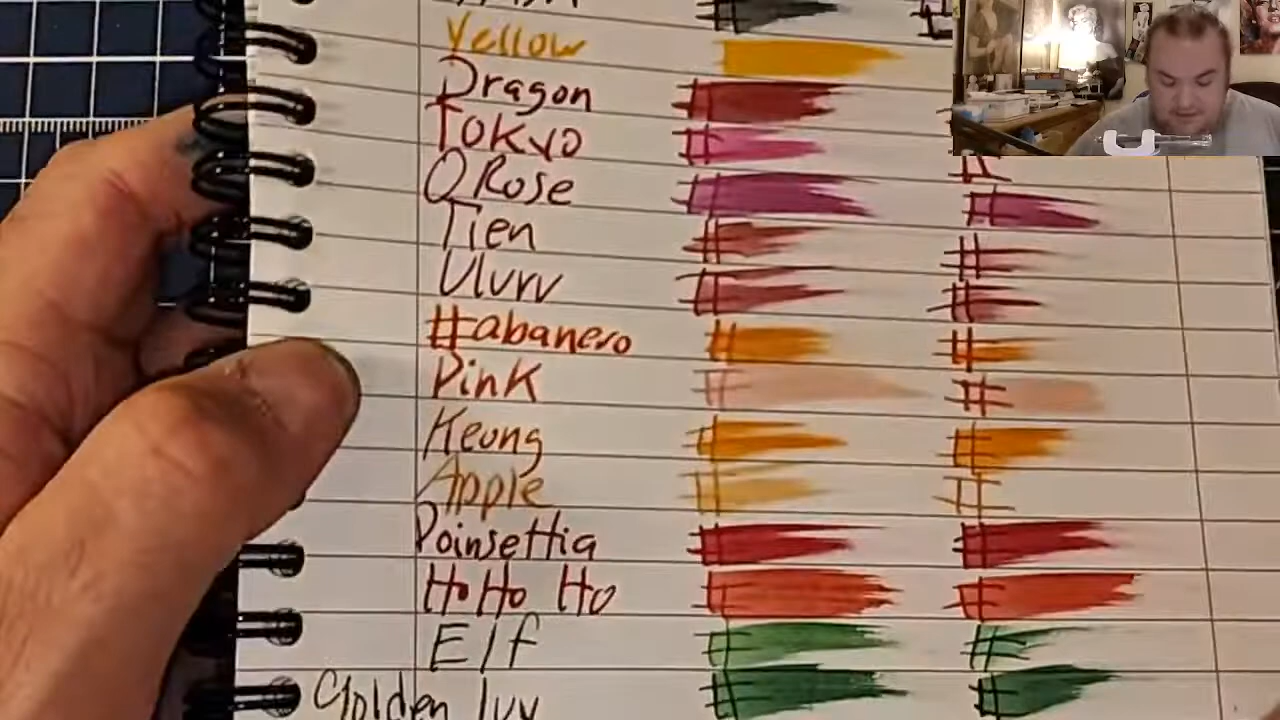 Yellow
Dragon
Tokyo
Q Rose
Tien
Uluru
Habanero
Pink
Keung
Apple
Poinsettia
Ho Ho Ho
Elf
Golden Ivy